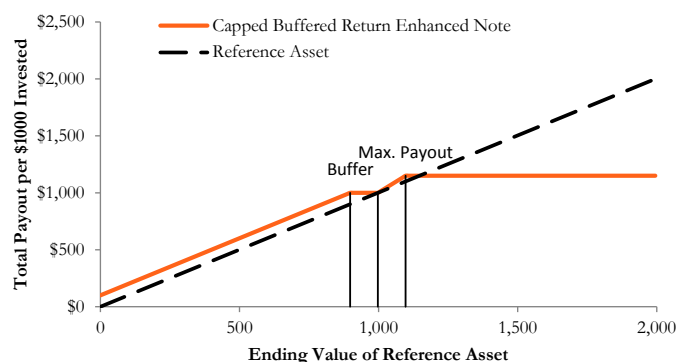 $2,500
Capped Buffered Return Enhanced Note
Reference Asset
$2,000
$1,500
Max. Payout
Buffer
$1,000
$500
$0
Total Payout per $1000 Invested
0
500
1,000
1,500
2,000
Ending Value of Reference Asset